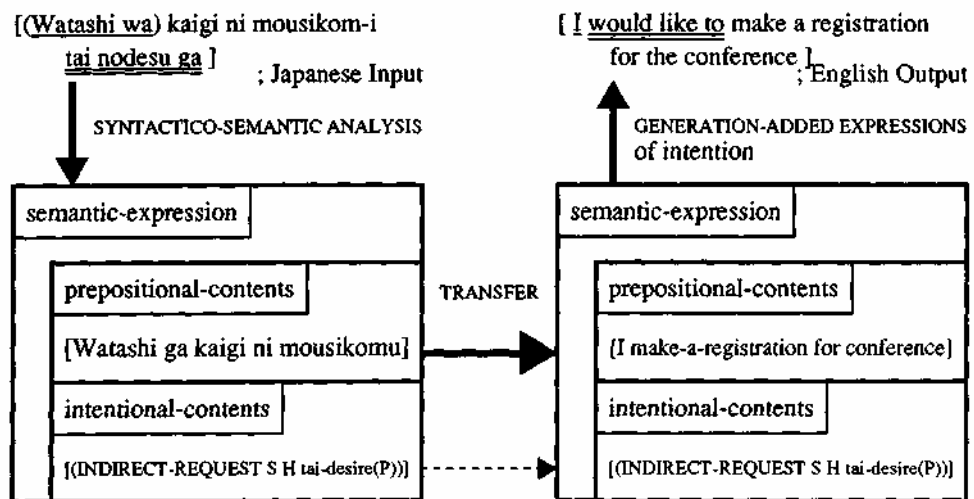 [(Watashi wa) kaigi ni mousikom-i
tai nodesu ga ]
; Japanese Input
SYNTACTICO-SEMANTIC ANALYSIS
semantic-expression
prepositional-contents
[Watashi ga kaigi ni mousikomu]
intentional-contents
[(INDIRECT-REQUEST S H tai-desire(P))]
TRANSFER
[ I would like to make a registration
for the conference ]
; English Output
GENERATION-ADDED EXPRESSIONS
of intention
semantic-expression
prepositional-contents
[I make-a-registration for conference]
intentional-contents
[(INDIRECT-REQUEST S H tai-desire(P))]